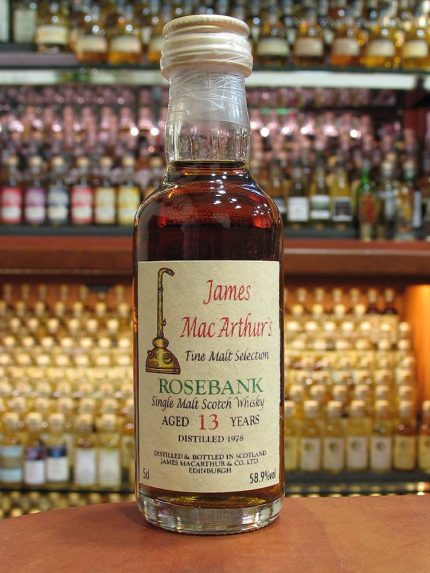 James
MacArthur's
Fine Malt Selection
ROSEBANK
Single Malt Scotch Whisky
AGED 13 YEARS
DISTILLED 1978
DISTILLED & BOTTLED IN SCOTLAND
JAMES MACARTHUR & CO. LTD.
EDINBURGH
5cl 58.9%vol